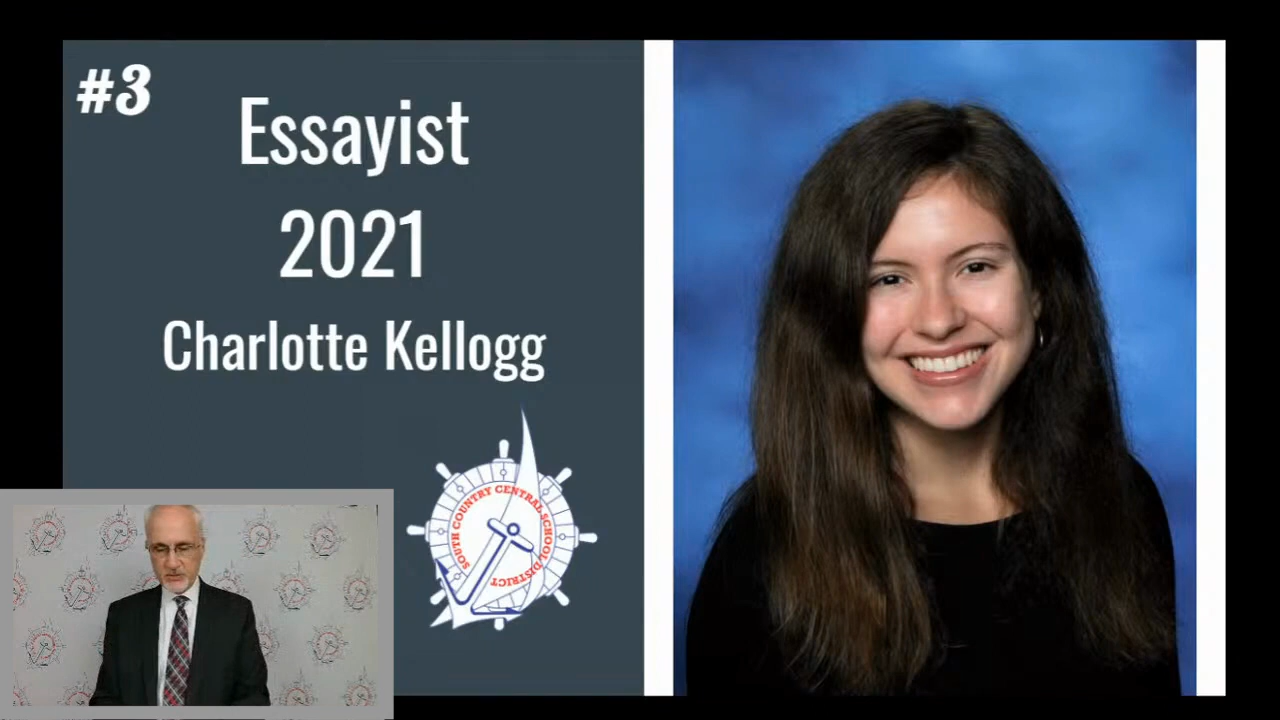 #3
Essayist
2021
Charlotte Kellogg
SOUTH COUNTRY CENTRAL SCHOOL DISTRICT